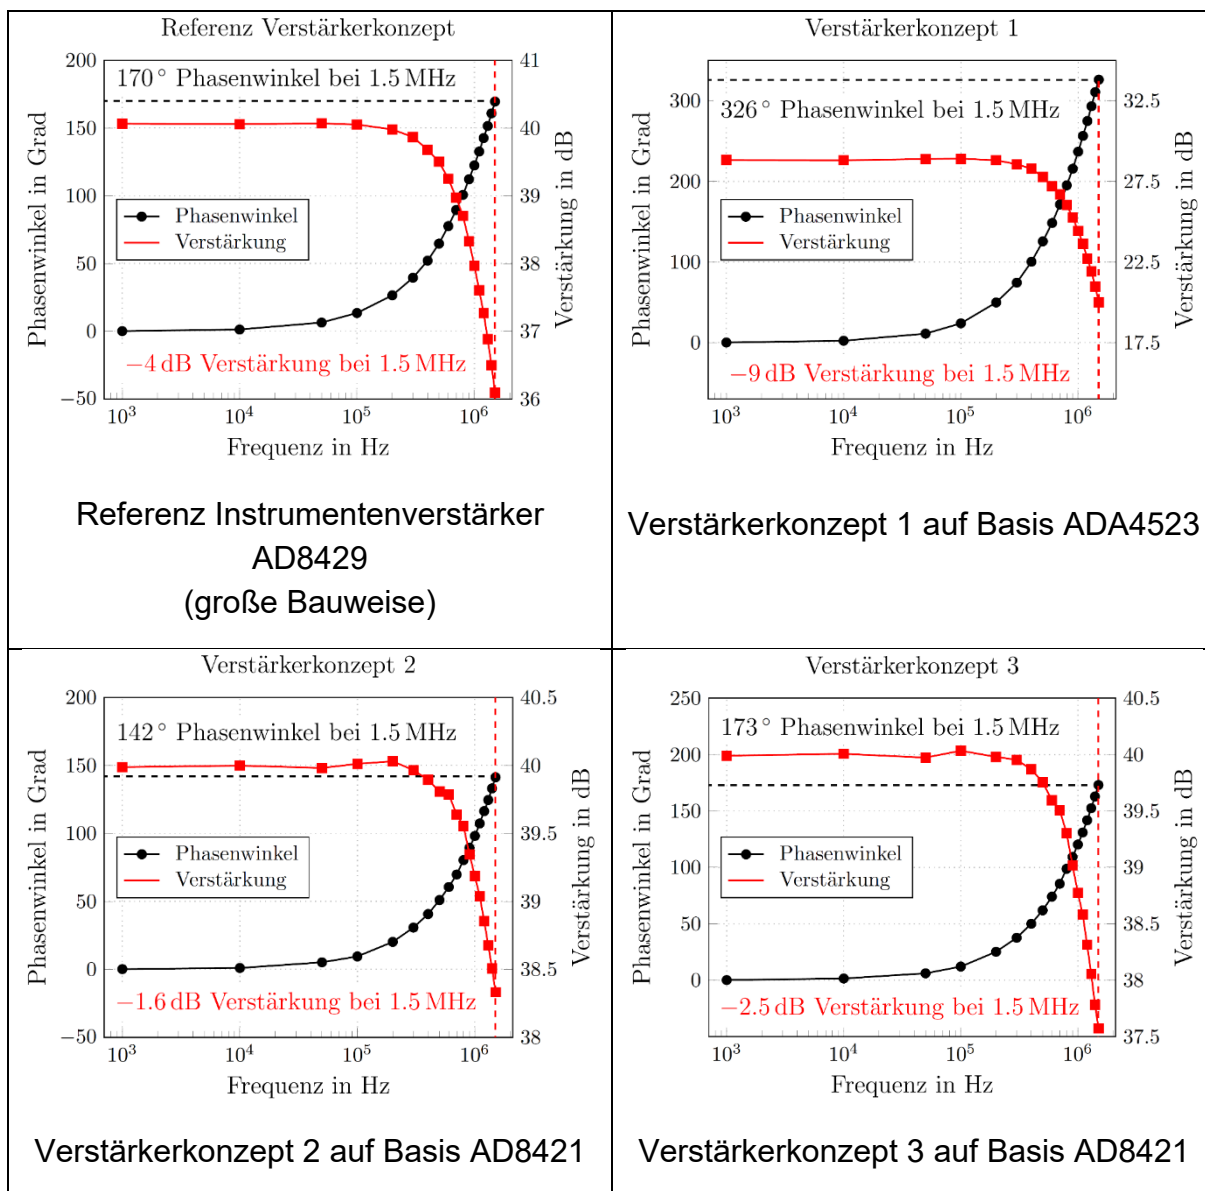 Referenz Verstärkerkonzept
200
150
100
50
0
−50
41
40
39
38
37
36
170° Phasenwinkel bei 1.5 MHz
Phasenwinkel
Verstärkung
−4 dB Verstärkung bei 1.5 MHz
Phasenwinkel in Grad
Verstärkung in dB
10³
10⁴
10⁵
10⁶
Frequenz in Hz
Referenz Instrumentenverstärker
AD8429
(große Bauweise)
Verstärkerkonzept 1
300
200
100
0
32.5
27.5
22.5
17.5
326° Phasenwinkel bei 1.5 MHz
Phasenwinkel
Verstärkung
−9 dB Verstärkung bei 1.5 MHz
Phasenwinkel in Grad
Verstärkung in dB
10³
10⁴
10⁵
10⁶
Frequenz in Hz
Verstärkerkonzept 1 auf Basis ADA4523
Verstärkerkonzept 2
200
150
100
50
0
−50
40.5
40
39.5
39
38.5
38
142° Phasenwinkel bei 1.5 MHz
Phasenwinkel
Verstärkung
−1.6 dB Verstärkung bei 1.5 MHz
Phasenwinkel in Grad
Verstärkung in dB
10³
10⁴
10⁵
10⁶
Frequenz in Hz
Verstärkerkonzept 2 auf Basis AD8421
Verstärkerkonzept 3
250
200
150
100
50
0
40.5
40
39.5
39
38.5
38
37.5
173° Phasenwinkel bei 1.5 MHz
Phasenwinkel
Verstärkung
−2.5 dB Verstärkung bei 1.5 MHz
Phasenwinkel in Grad
Verstärkung in dB
10³
10⁴
10⁵
10⁶
Frequenz in Hz
Verstärkerkonzept 3 auf Basis AD8421